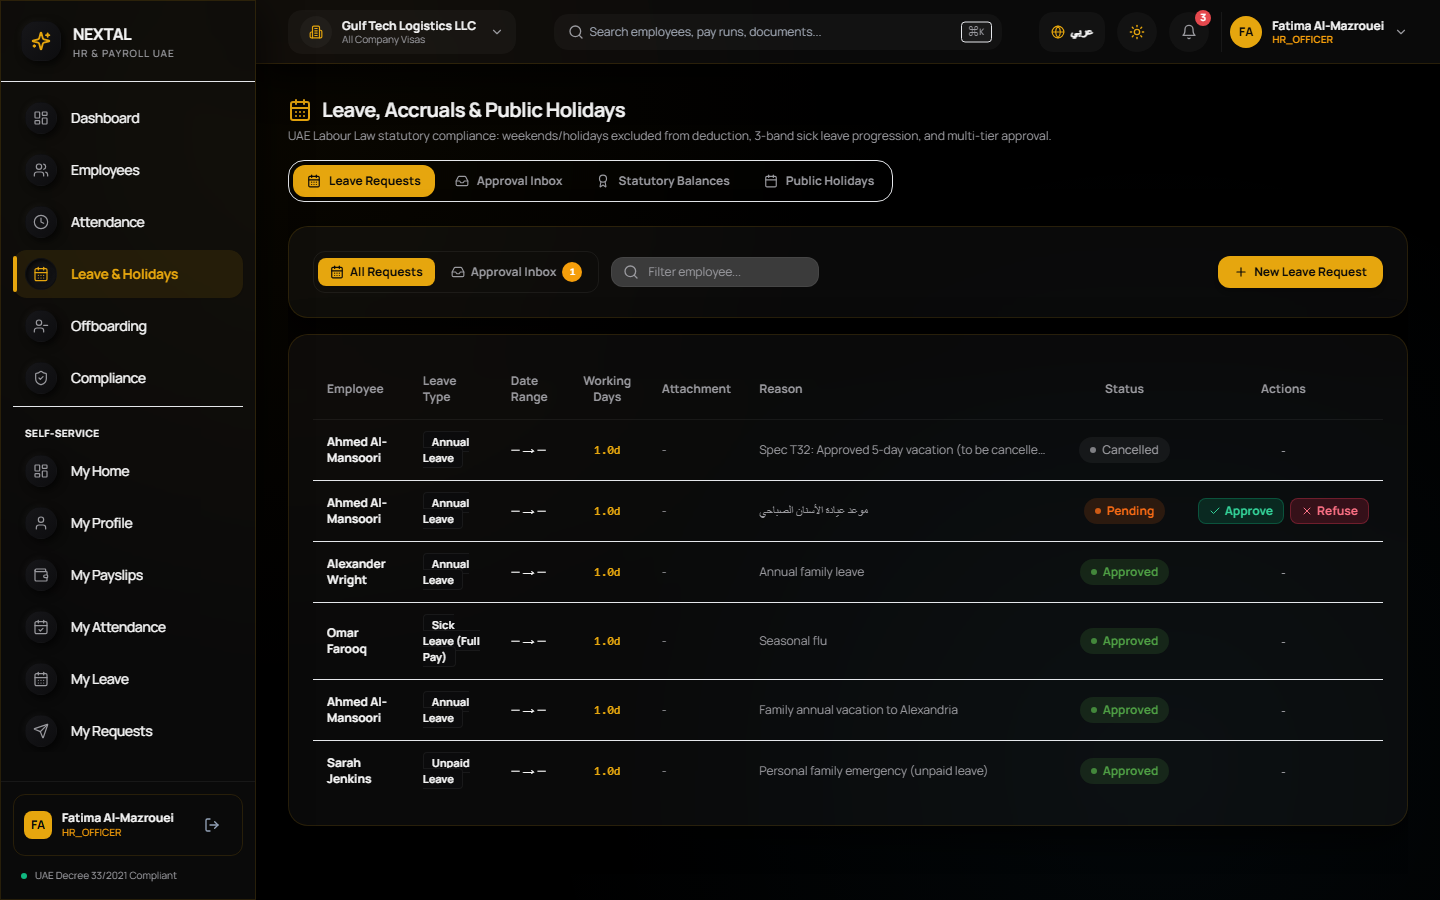 NEXTAL
HR & PAYROLL UAE
Gulf Tech Logistics LLC
All Company Visas
Search employees, pay runs, documents...
⌘K
عربي
3
FA
Fatima Al-Mazrouei
HR_OFFICER
Dashboard
Employees
Attendance
Leave & Holidays
Offboarding
Compliance
SELF-SERVICE
My Home
My Profile
My Payslips
My Attendance
My Leave
My Requests
FA
Fatima Al-Mazrouei
HR_OFFICER
UAE Decree 33/2021 Compliant
Leave, Accruals & Public Holidays
UAE Labour Law statutory compliance: weekends/holidays excluded from deduction, 3-band sick leave progression, and multi-tier approval.
Leave Requests
Approval Inbox
Statutory Balances
Public Holidays
All Requests
Approval Inbox 1
Filter employee...
+ New Leave Request
Employee
Leave
Type
Date
Range
Working
Days
Attachment
Reason
Status
Actions
Ahmed Al-
Mansoori
Annual
Leave
— → —
1.0d
-
Spec T32: Approved 5-day vacation (to be cancelle...
Cancelled
-
Ahmed Al-
Mansoori
Annual
Leave
— → —
1.0d
-
موعد عيادة الأسنان الصباحي
Pending
Approve
Refuse
Alexander
Wright
Annual
Leave
— → —
1.0d
-
Annual family leave
Approved
-
Omar
Farooq
Sick
Leave (Full
Pay)
— → —
1.0d
-
Seasonal flu
Approved
-
Ahmed Al-
Mansoori
Annual
Leave
— → —
1.0d
-
Family annual vacation to Alexandria
Approved
-
Sarah
Jenkins
Unpaid
Leave
— → —
1.0d
-
Personal family emergency (unpaid leave)
Approved
-